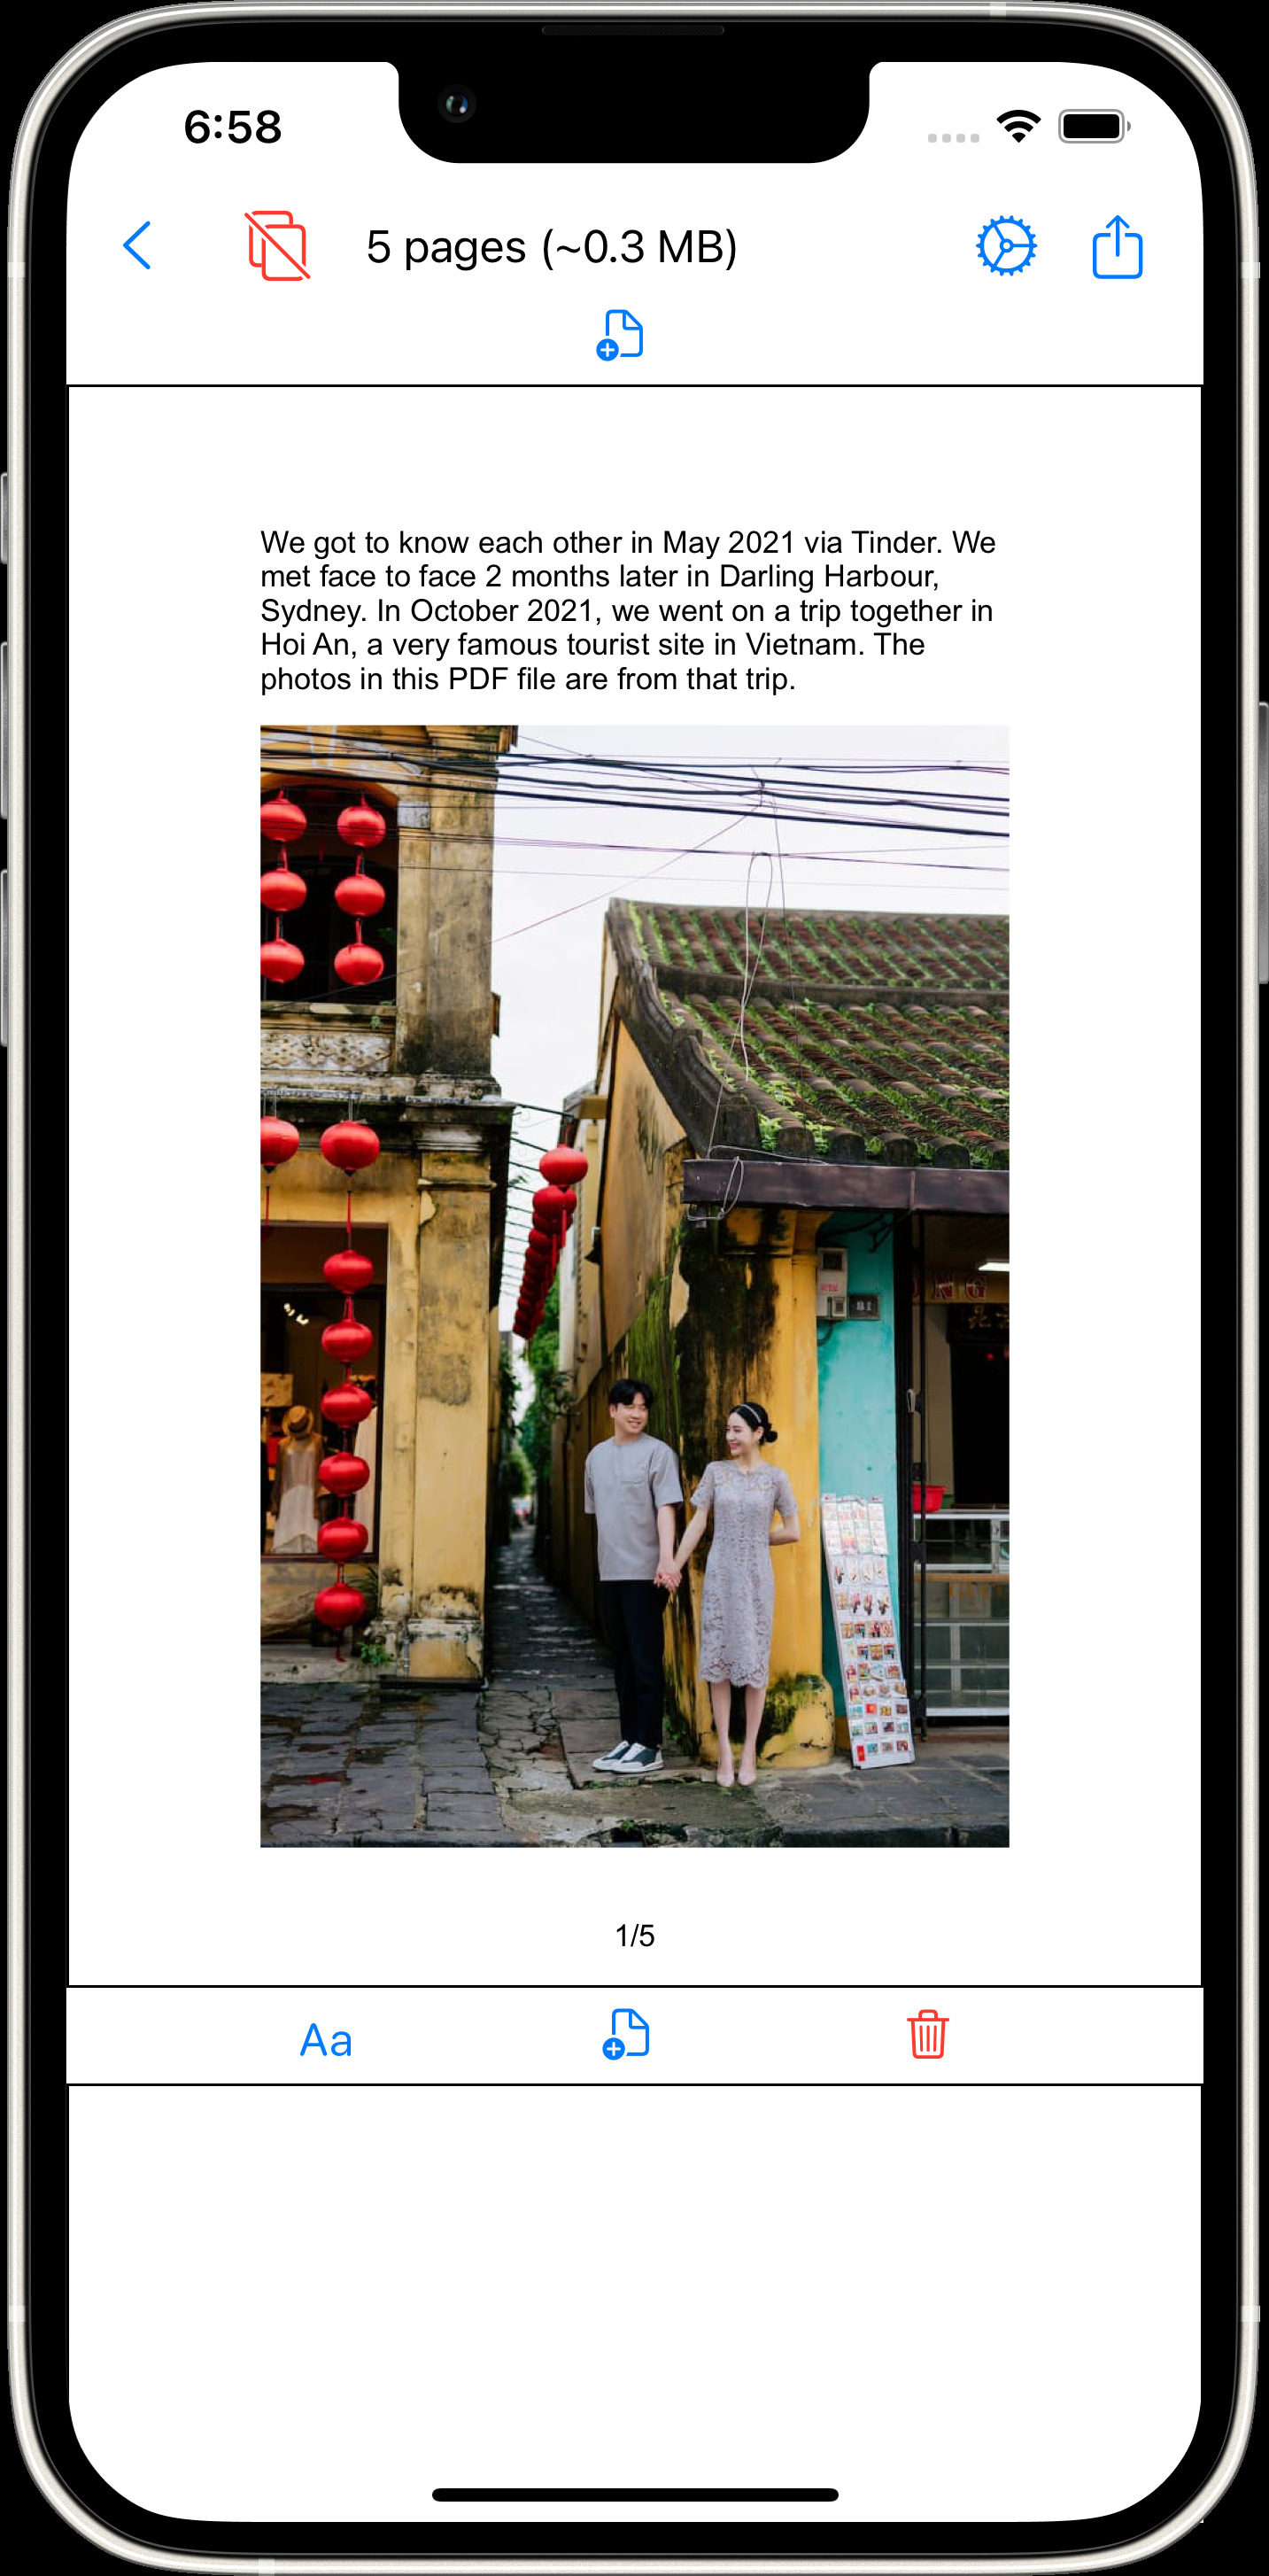 6:58
5 pages (~0.3 MB)
We got to know each other in May 2021 via Tinder. We
met face to face 2 months later in Darling Harbour,
Sydney. In October 2021, we went on a trip together in
Hoi An, a very famous tourist site in Vietnam. The
photos in this PDF file are from that trip.
NG
81
1/5
Aa